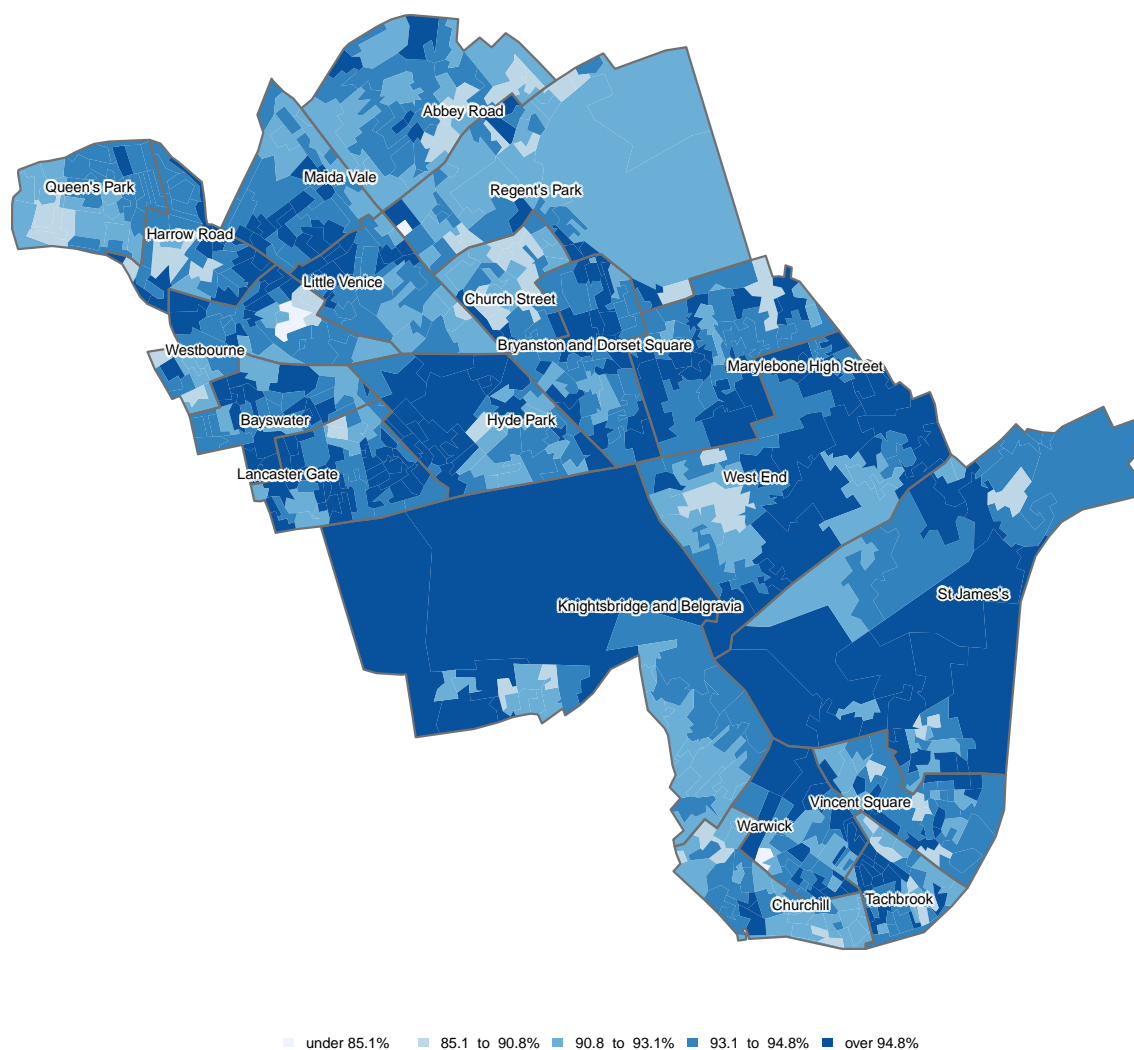 Abbey Road
Maida Vale
Queen's Park
Regent's Park
Harrow Road
Little Venice
Church Street
Bryanston and Dorset Square
Westbourne
Marylebone High Street
Bayswater
Hyde Park
Lancaster Gate
West End
St James's
Knightsbridge and Belgravia
Vincent Square
Warwick
Tachbrook
Churchill
under 85.1% 85.1 to 90.8% 90.8 to 93.1% 93.1 to 94.8% over 94.8%